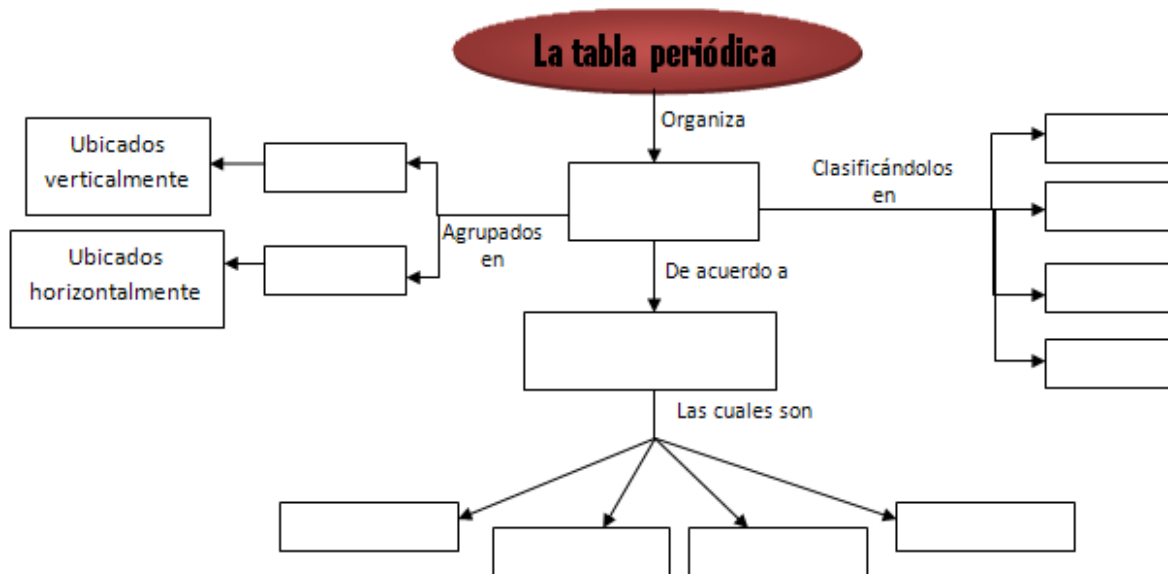 La tabla periódica
Organiza
Ubicados
verticalmente
Clasificándolos
en
Agrupados
en
Ubicados
horizontalmente
De acuerdo a
Las cuales son